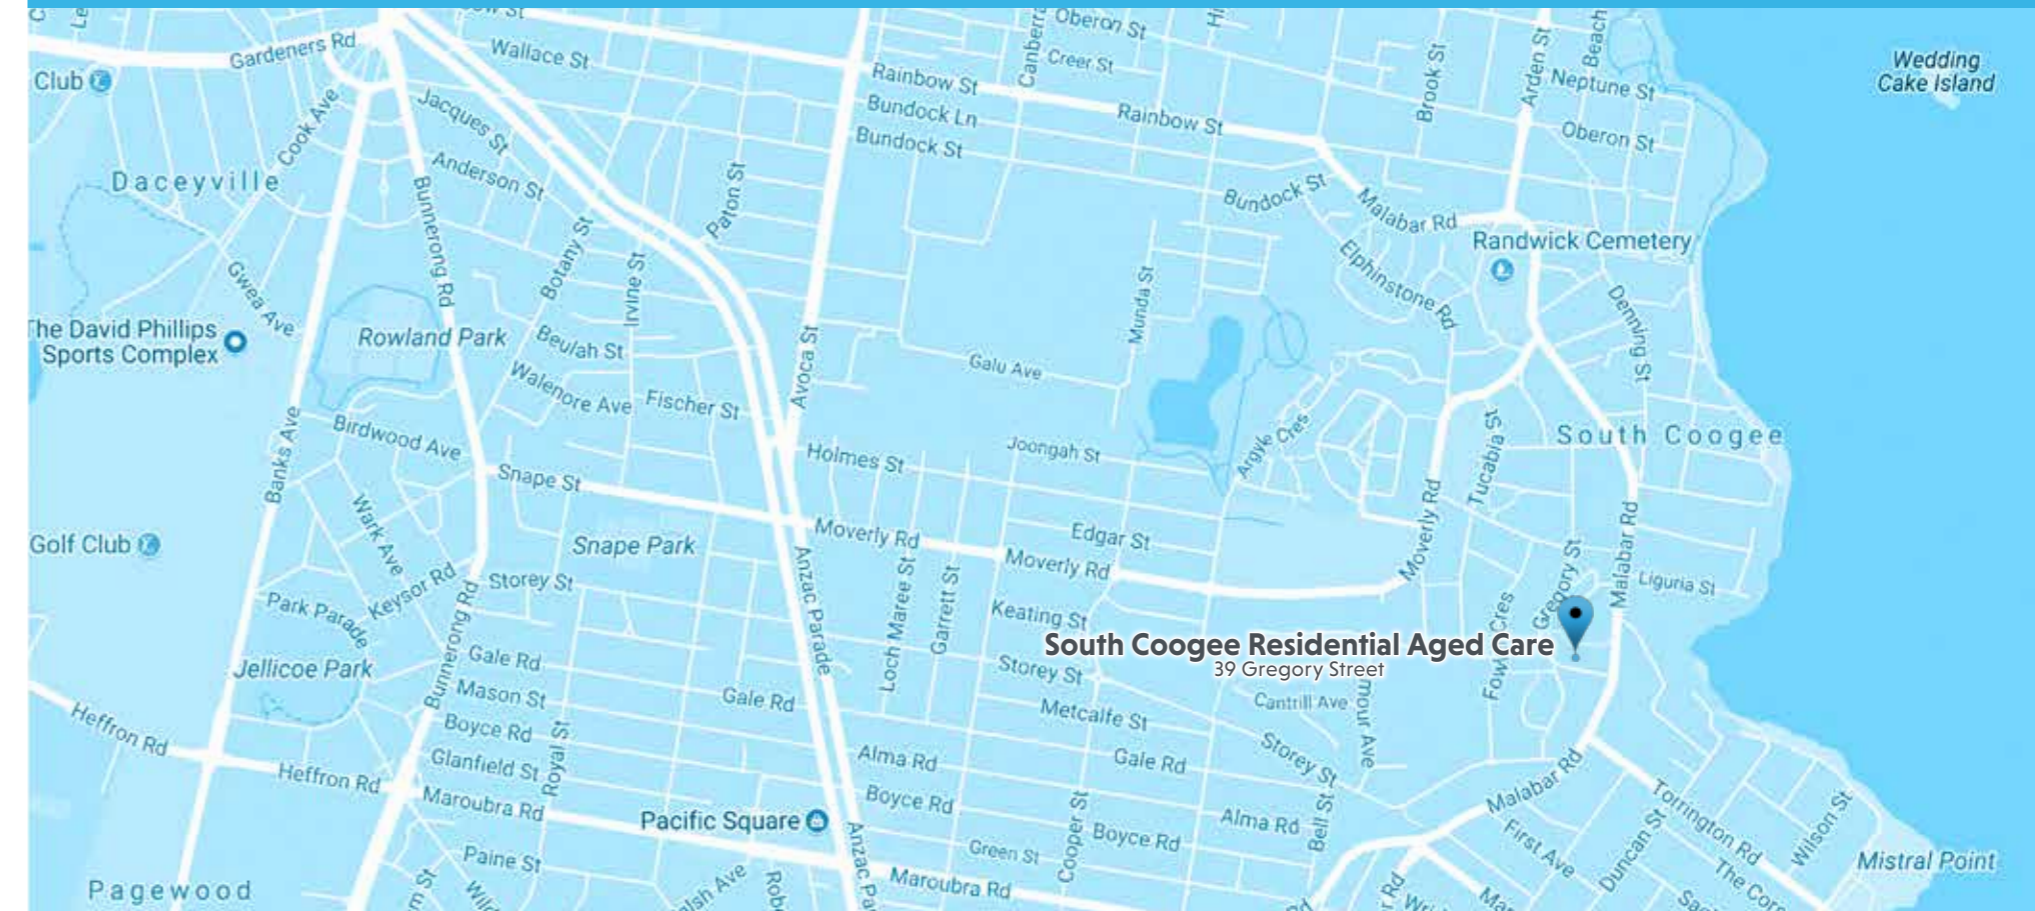 Oberon St
Wallace St
Gardeners Rd
Creer St
Wedding
Cake Island
Club
Rainbow St
Canberra
Brook St
Arden St
Beach
Neptune St
Jacques St
Bundock Ln
Rainbow St
Cook Ave
Bundock St
Oberon St
Daceyville
Anderson St
Bunnerong Rd
Paton St
Bundock St
Malabar Rd
Randwick Cemetery
Botany St
Irvine St
Gwea Ave
Munda St
Elphinstone Rd
Denning St
The David Phillips
Sports Complex
Rowland Park
Beulah St
Avoca St
Galu Ave
Walenore Ave
Fischer St
Banks Ave
Birdwood Ave
Holmes St
Joongah St
Argyle Cres
Tucabia St
South Coogee
Snape St
Wark Ave
Moverly Rd
Edgar St
Moverly Rd
Malabar Rd
Golf Club
Snape Park
Anzac Parade
Moverly Rd
Gregory St
Liguria St
Keysor Rd
Storey St
Loch Maree St
Garrett St
Park Parade
Bunnerong Rd
Keating St
South Coogee Residential Aged Care
39 Gregory Street
Jellicoe Park
Gale Rd
Storey St
Mason St
Gale Rd
Cantrill Ave
Metcalfe St
Heffron Rd
Boyce Rd
Royal St
Glanfield St
Alma Rd
Gale Rd
Storey St
Heffron Rd
Maroubra Rd
Boyce Rd
Malabar Rd
Torrington Rd
Pacific Square
Cooper St
Alma Rd
Bell St
Boyce Rd
First Ave
Duncan St
Wilson St
Paine St
Green St
Mistral Point
Pagewood
Anzac
Maroubra Rd
The